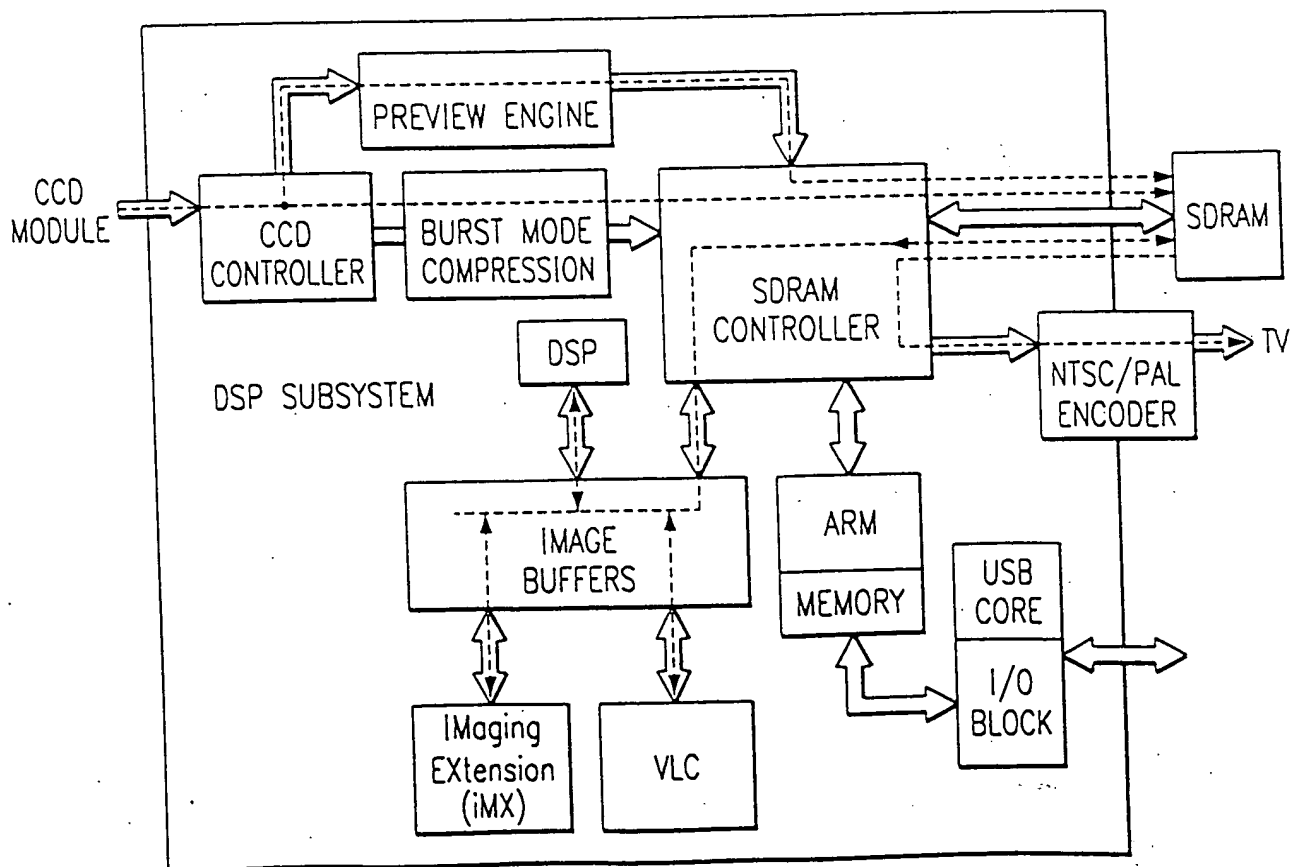 PREVIEW ENGINE
CCD
MODULE
CCD
CONTROLLER
BURST MODE
COMPRESSION
SDRAM
CONTROLLER
SDRAM
DSP
DSP SUBSYSTEM
NTSC/PAL
ENCODER
TV
IMAGE
BUFFERS
ARM
MEMORY
USB
CORE
I/O
BLOCK
IMaging
EXtension
(iMX)
VLC